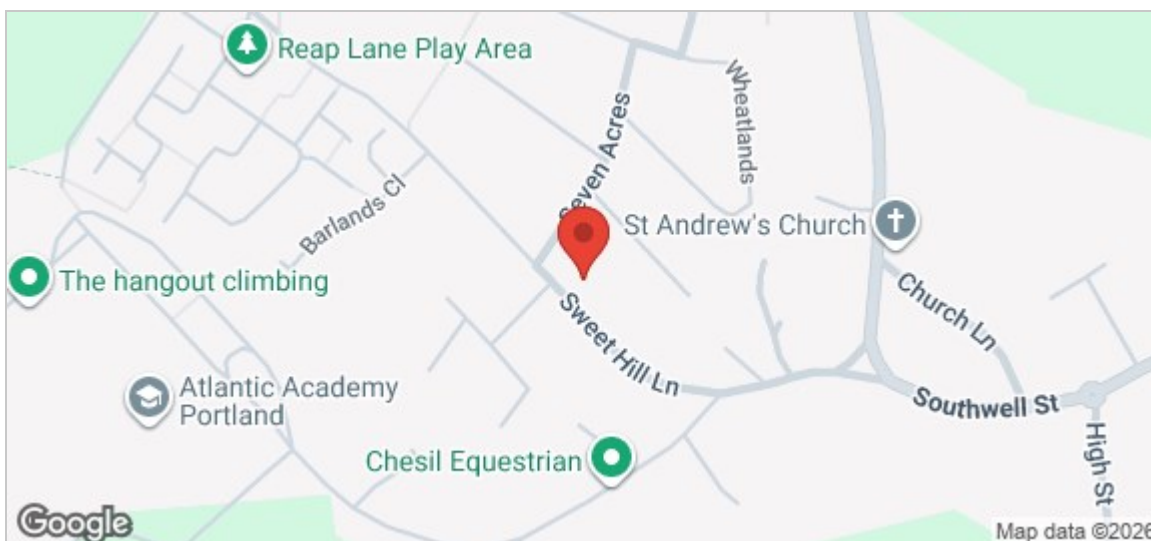 Reap Lane Play Area
Wheatlands
Seven Acres
Barlands Cl
St Andrew's Church
The hangout climbing
Church Ln
Sweet Hill Ln
Atlantic Academy
Portland
Southwell St
Chesil Equestrian
High St
Google
Map data ©2026